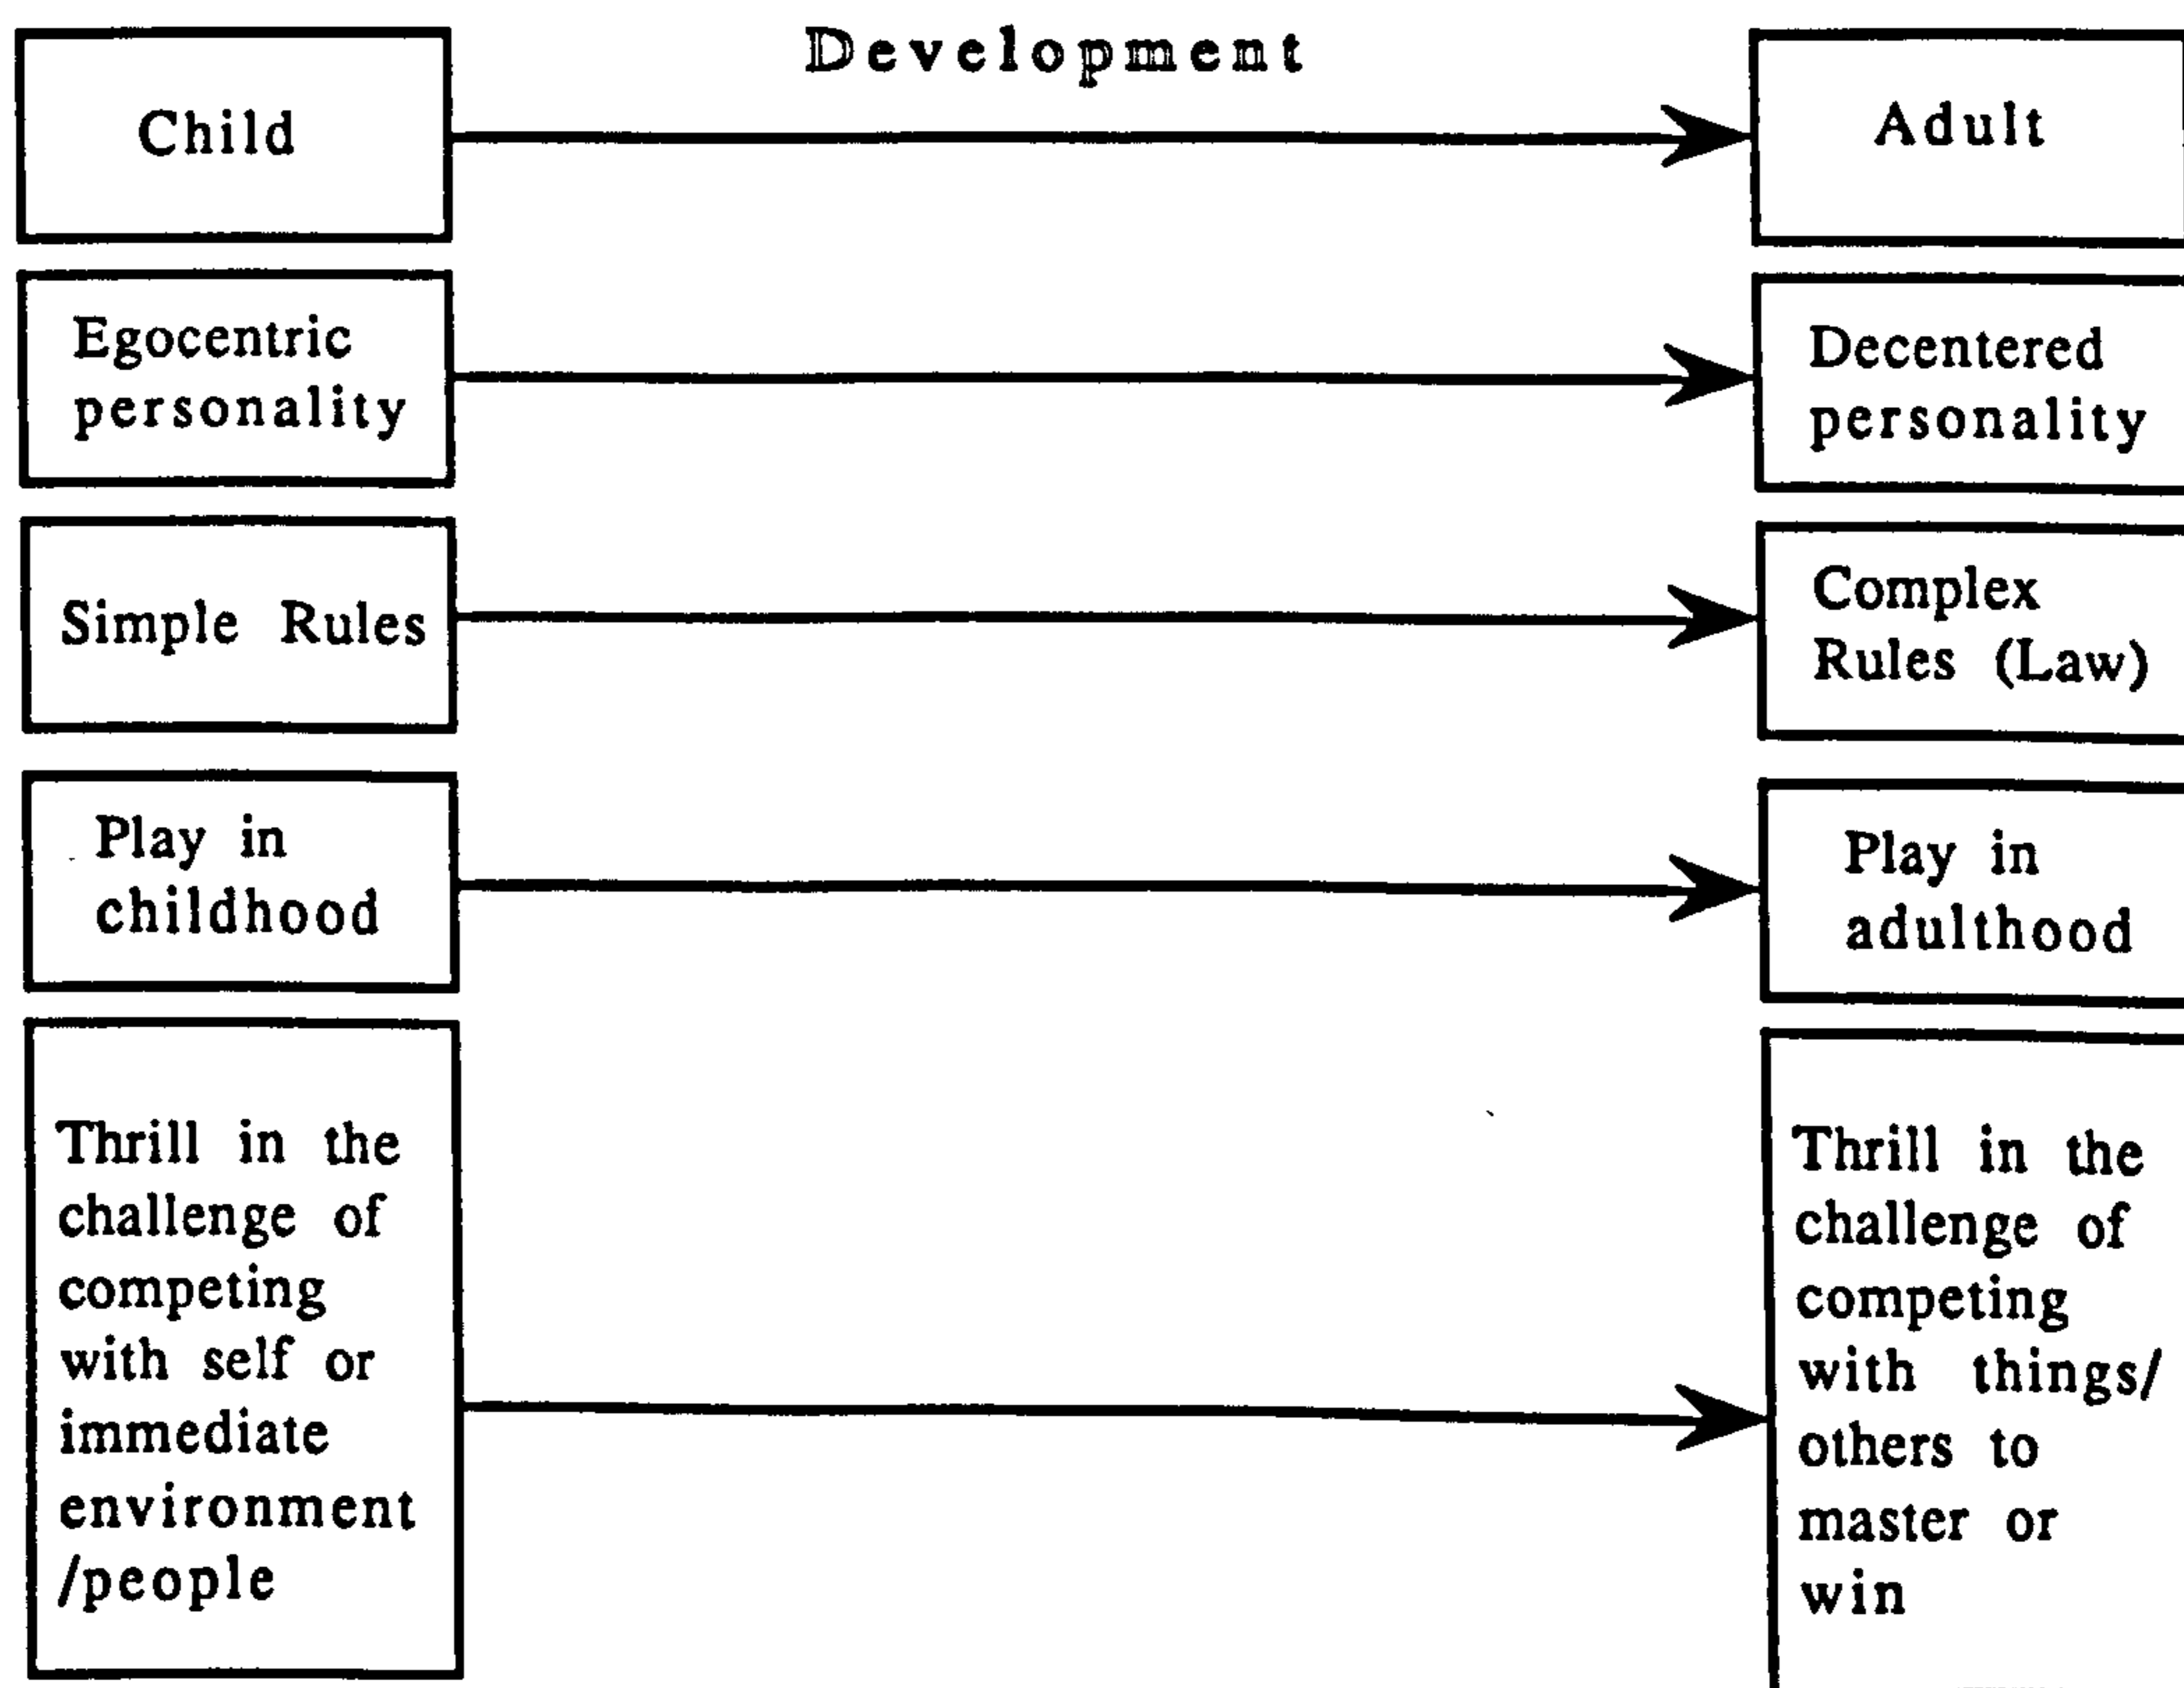 Development
Child
Adult
Egocentric
personality
Decentered
personality
Simple Rules
Complex
Rules (Law)
Play in
childhood
Play in
adulthood
Thrill in the
challenge of
competing
with self or
immediate
environment
/people
Thrill in the
challenge of
competing
with things/
others to
master or
win